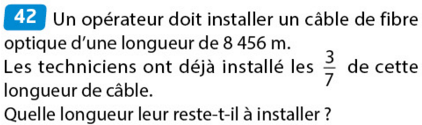 42 Un opérateur doit installer un câble de fibre
optique d'une longueur de 8 456 m.
Les techniciens ont déjà installé les 3/7 de cette
longueur de câble.
Quelle longueur leur reste-t-il à installer ?